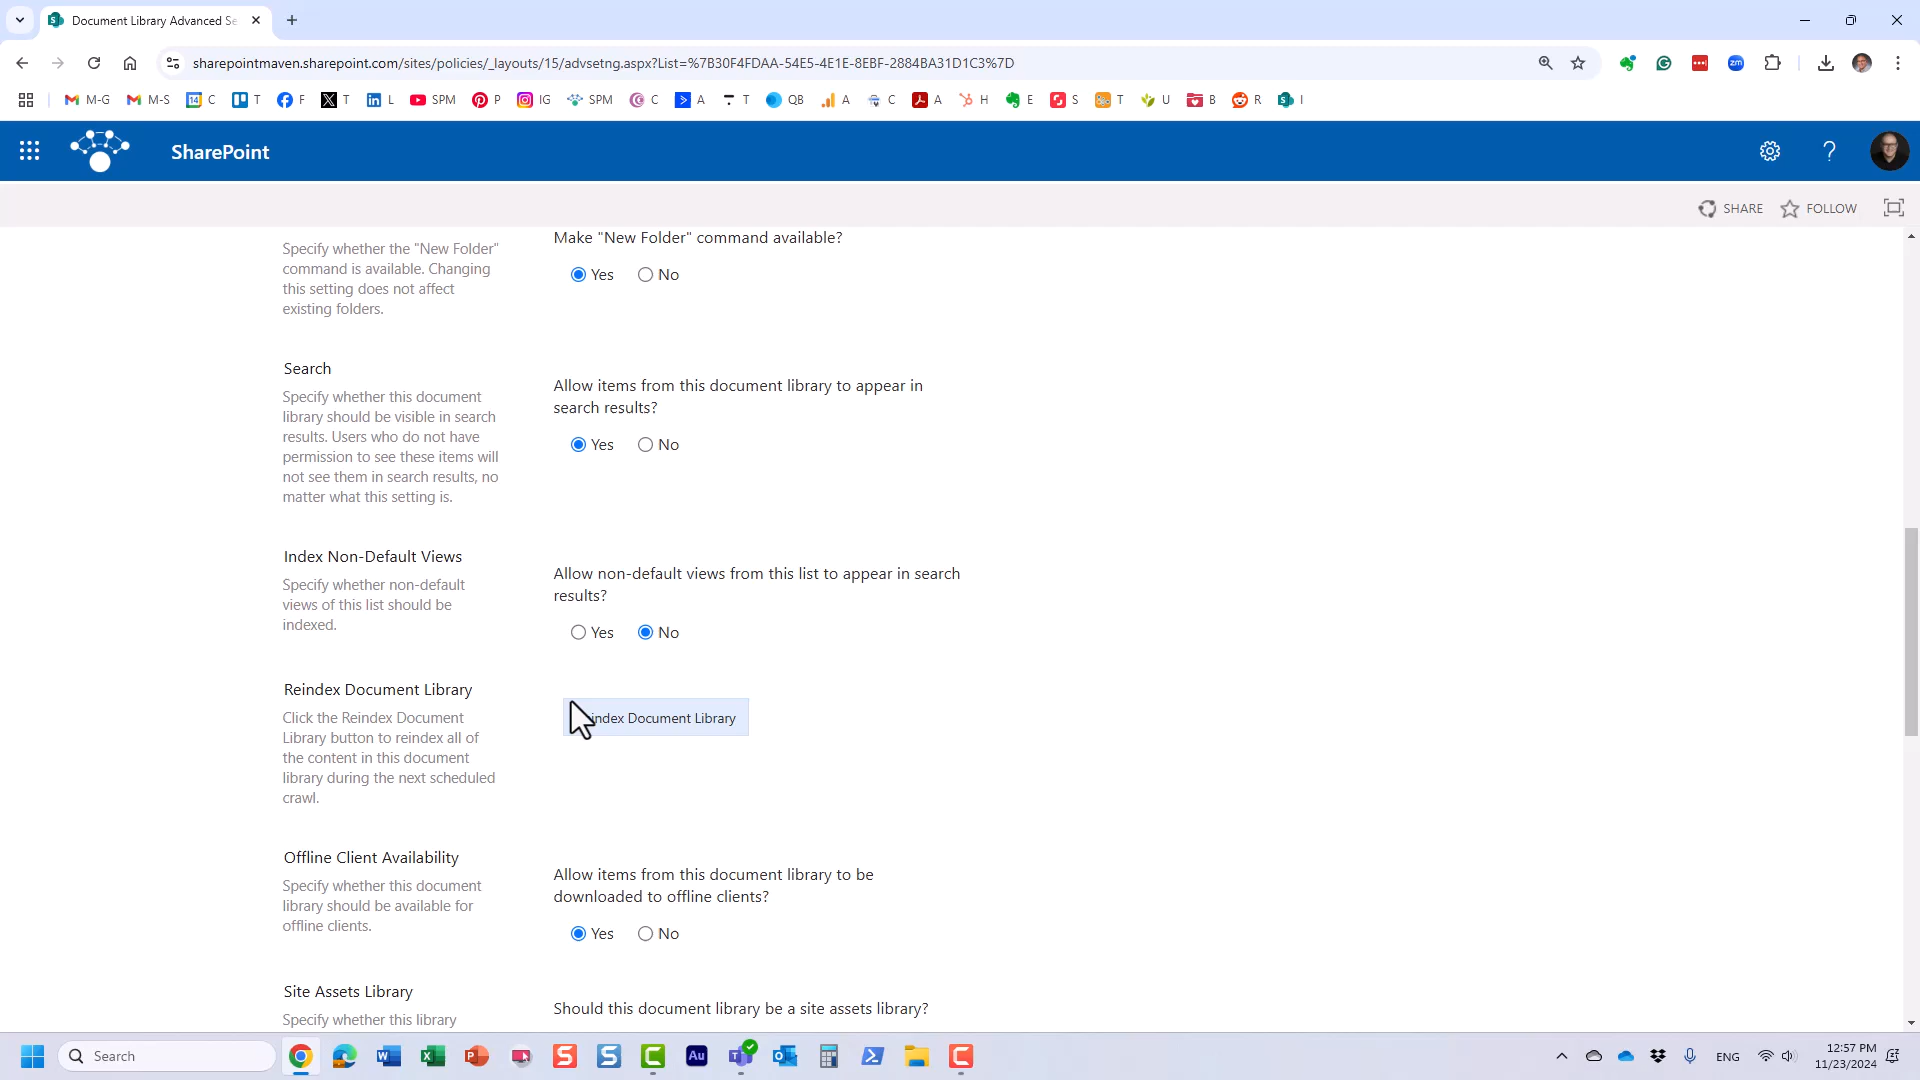 Document Library Advanced Se
sharepointmaven.sharepoint.com/sites/policies/_layouts/15/advsetng.aspx?List=%7B30F4FDAA-54E5-4E1E-8EBF-2884BA31D1C3%7D
M-G M-S C T F T L SPM P IG SPM C A T QB A C A H E S T U B R I
SharePoint
SHARE FOLLOW
Specify whether the "New Folder"
command is available. Changing
this setting does not affect
existing folders.
Make "New Folder" command available?
Yes No
Search
Specify whether this document
library should be visible in search
results. Users who do not have
permission to see these items will
not see them in search results, no
matter what this setting is.
Allow items from this document library to appear in
search results?
Yes No
Index Non-Default Views
Specify whether non-default
views of this list should be
indexed.
Allow non-default views from this list to appear in search
results?
Yes No
Reindex Document Library
Click the Reindex Document
Library button to reindex all of
the content in this document
library during the next scheduled
crawl.
index Document Library
Offline Client Availability
Specify whether this document
library should be available for
offline clients.
Allow items from this document library to be
downloaded to offline clients?
Yes No
Site Assets Library
Specify whether this library
Should this document library be a site assets library?
Search
ENG
12:57 PM
11/23/2024